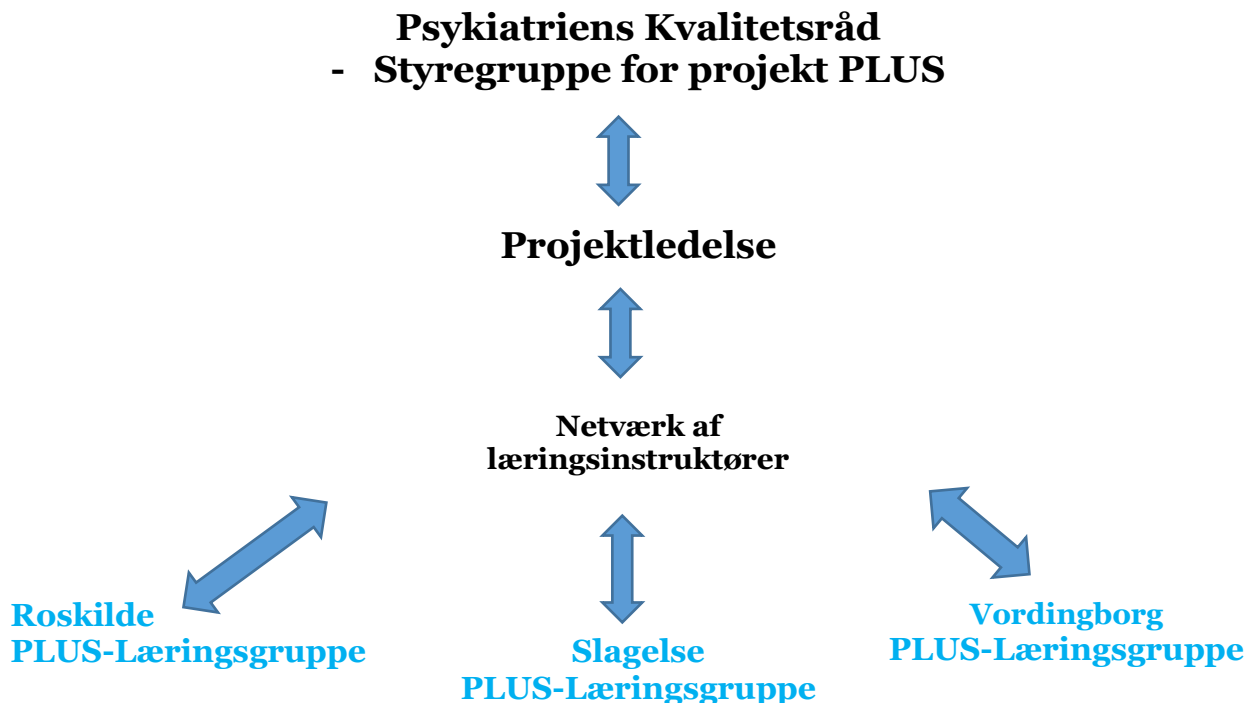 Psykiatriens Kvalitetsråd
- Styregruppe for projekt PLUS
Projektledelse
Netværk af
læringsinstruktører
Roskilde
PLUS-Læringsgruppe
Slagelse
PLUS-Læringsgruppe
Vordingborg
PLUS-Læringsgruppe